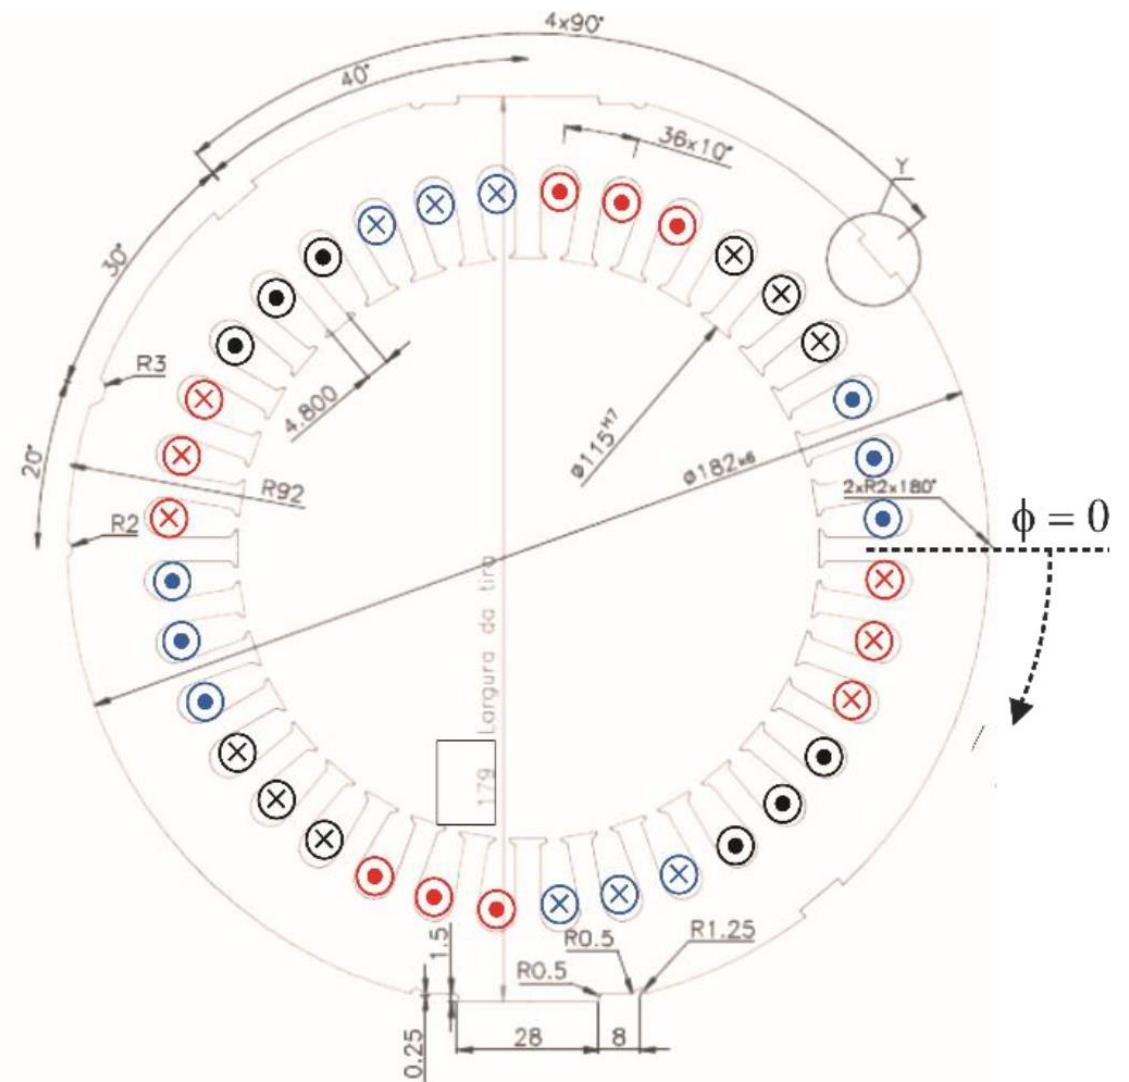 4x90°
40°
36x10°
Y
30°
R3
4.800
ø115H7
ø182x6
20°
R92
2xR2x180°
ϕ = 0
R2
179 Largura da tira
1.5
R0.5
R1.25
R0.5
28
8
0.25